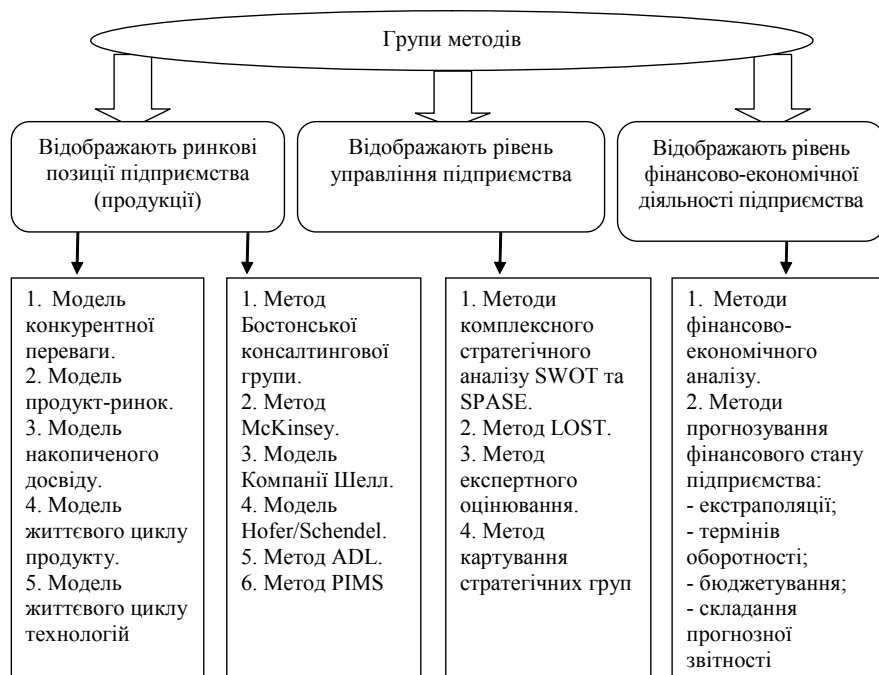 Групи методів
Відображають ринкові
позиції підприємства
(продукції)
Відображають рівень
управління підприємства
Відображають рівень
фінансово-економічної
діяльності підприємства
1. Модель
конкурентної
переваги.
2. Модель
продукт-ринок.
3. Модель
накопиченого
досвіду.
4. Модель
життєвого циклу
продукту.
5. Модель
життєвого циклу
технологій
1. Метод
Бостонської
консалтингової
групи.
2. Метод
McKinsey.
3. Модель
Компанії Шелл.
4. Модель
Hofer/Schendel.
5. Метод ADL.
6. Метод PIMS
1. Методи
комплексного
стратегічного
аналізу SWOT та
SPASE.
2. Метод LOST.
3. Метод
експертного
оцінювання.
4. Метод
картування
стратегічних груп
1. Методи
фінансово-
економічного
аналізу.
2. Методи
прогнозування
фінансового стану
підприємства:
- екстраполяції;
- термінів
оборотності;
- бюджетування;
- складання
прогнозної
звітності